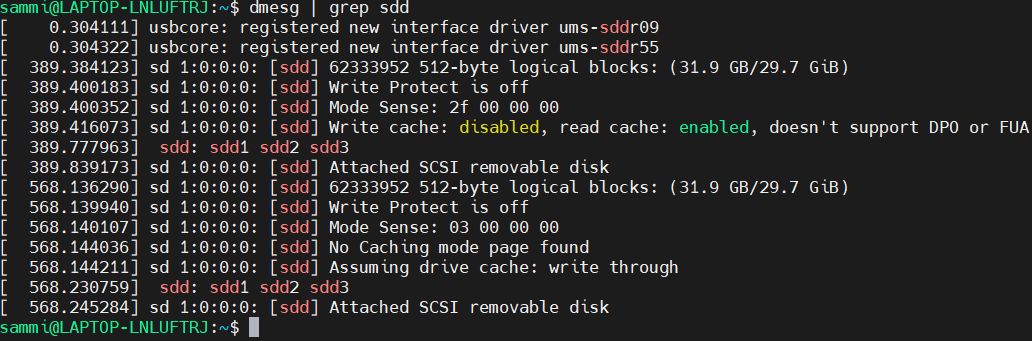 sammi@LAPTOP-LNLUFTRJ:~$ dmesg | grep sdd
[    0.304111] usbcore: registered new interface driver ums-sddr09
[    0.304322] usbcore: registered new interface driver ums-sddr55
[  389.384123] sd 1:0:0:0: [sdd] 62333952 512-byte logical blocks: (31.9 GB/29.7 GiB)
[  389.400183] sd 1:0:0:0: [sdd] Write Protect is off
[  389.400352] sd 1:0:0:0: [sdd] Mode Sense: 2f 00 00 00
[  389.416073] sd 1:0:0:0: [sdd] Write cache: disabled, read cache: enabled, doesn't support DPO or FUA
[  389.777963]  sdd: sdd1 sdd2 sdd3
[  389.839173] sd 1:0:0:0: [sdd] Attached SCSI removable disk
[  568.136290] sd 1:0:0:0: [sdd] 62333952 512-byte logical blocks: (31.9 GB/29.7 GiB)
[  568.139940] sd 1:0:0:0: [sdd] Write Protect is off
[  568.140107] sd 1:0:0:0: [sdd] Mode Sense: 03 00 00 00
[  568.144036] sd 1:0:0:0: [sdd] No Caching mode page found
[  568.144211] sd 1:0:0:0: [sdd] Assuming drive cache: write through
[  568.230759]  sdd: sdd1 sdd2 sdd3
[  568.245284] sd 1:0:0:0: [sdd] Attached SCSI removable disk
sammi@LAPTOP-LNLUFTRJ:~$